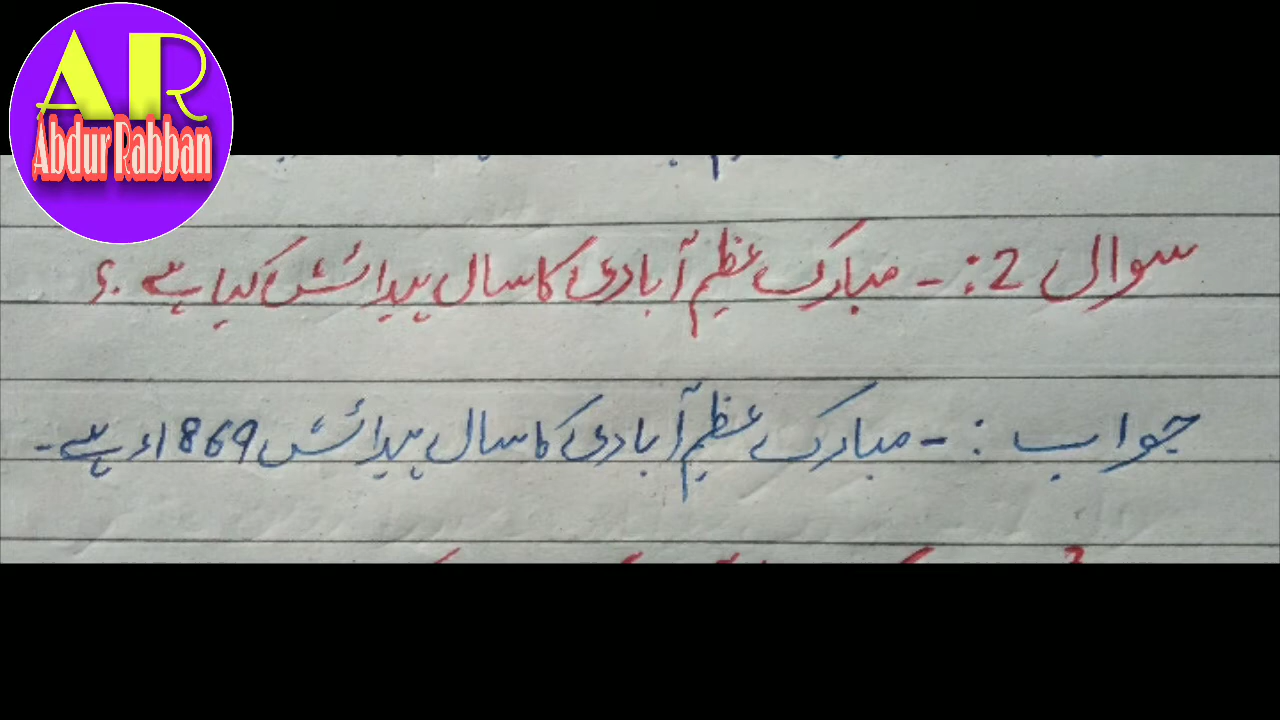 AR
Abdur Rabban
سوال 2:- مبارک عظیم آبادی کا سال پیدائش کیا ہے ؟
جواب :- مبارک عظیم آبادی کا سال پیدائش 1869ء ہے۔